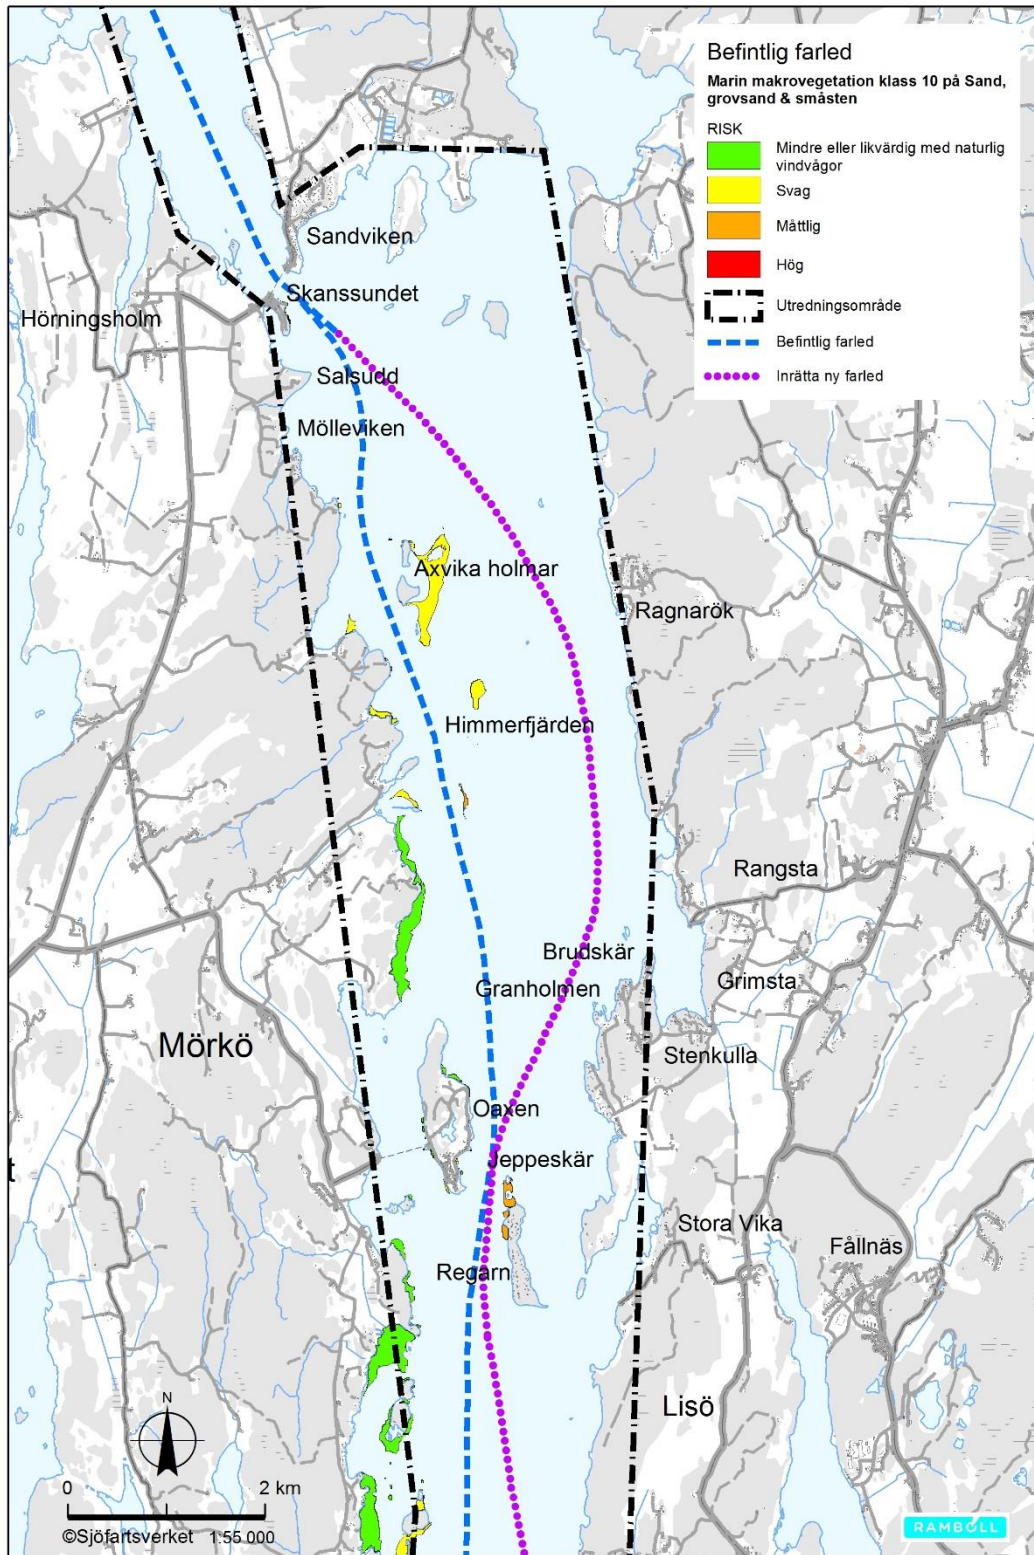 Befintlig farled
Marin makrovegetation klass 10 på Sand,
grovsand & småsten
RISK
Mindre eller likvärdig med naturlig
vindvågor
Svag
Måttlig
Hög
Utredningsområde
Befintlig farled
Inrätta ny farled
Sandviken
Skanssundet
Hörningsholm
Salsudd
Mölleviken
Axvika holmar
Ragnarök
Himmerfjärden
Rangsta
Brudskär
Grimsta
Granholmen
Mörkö
Stenkulla
Oaxen
Jeppeskär
t
Stora Vika
Fållnäs
Regarn
N
Lisö
0 2 km
©Sjöfartsverket 1:55 000
RAMBOLL